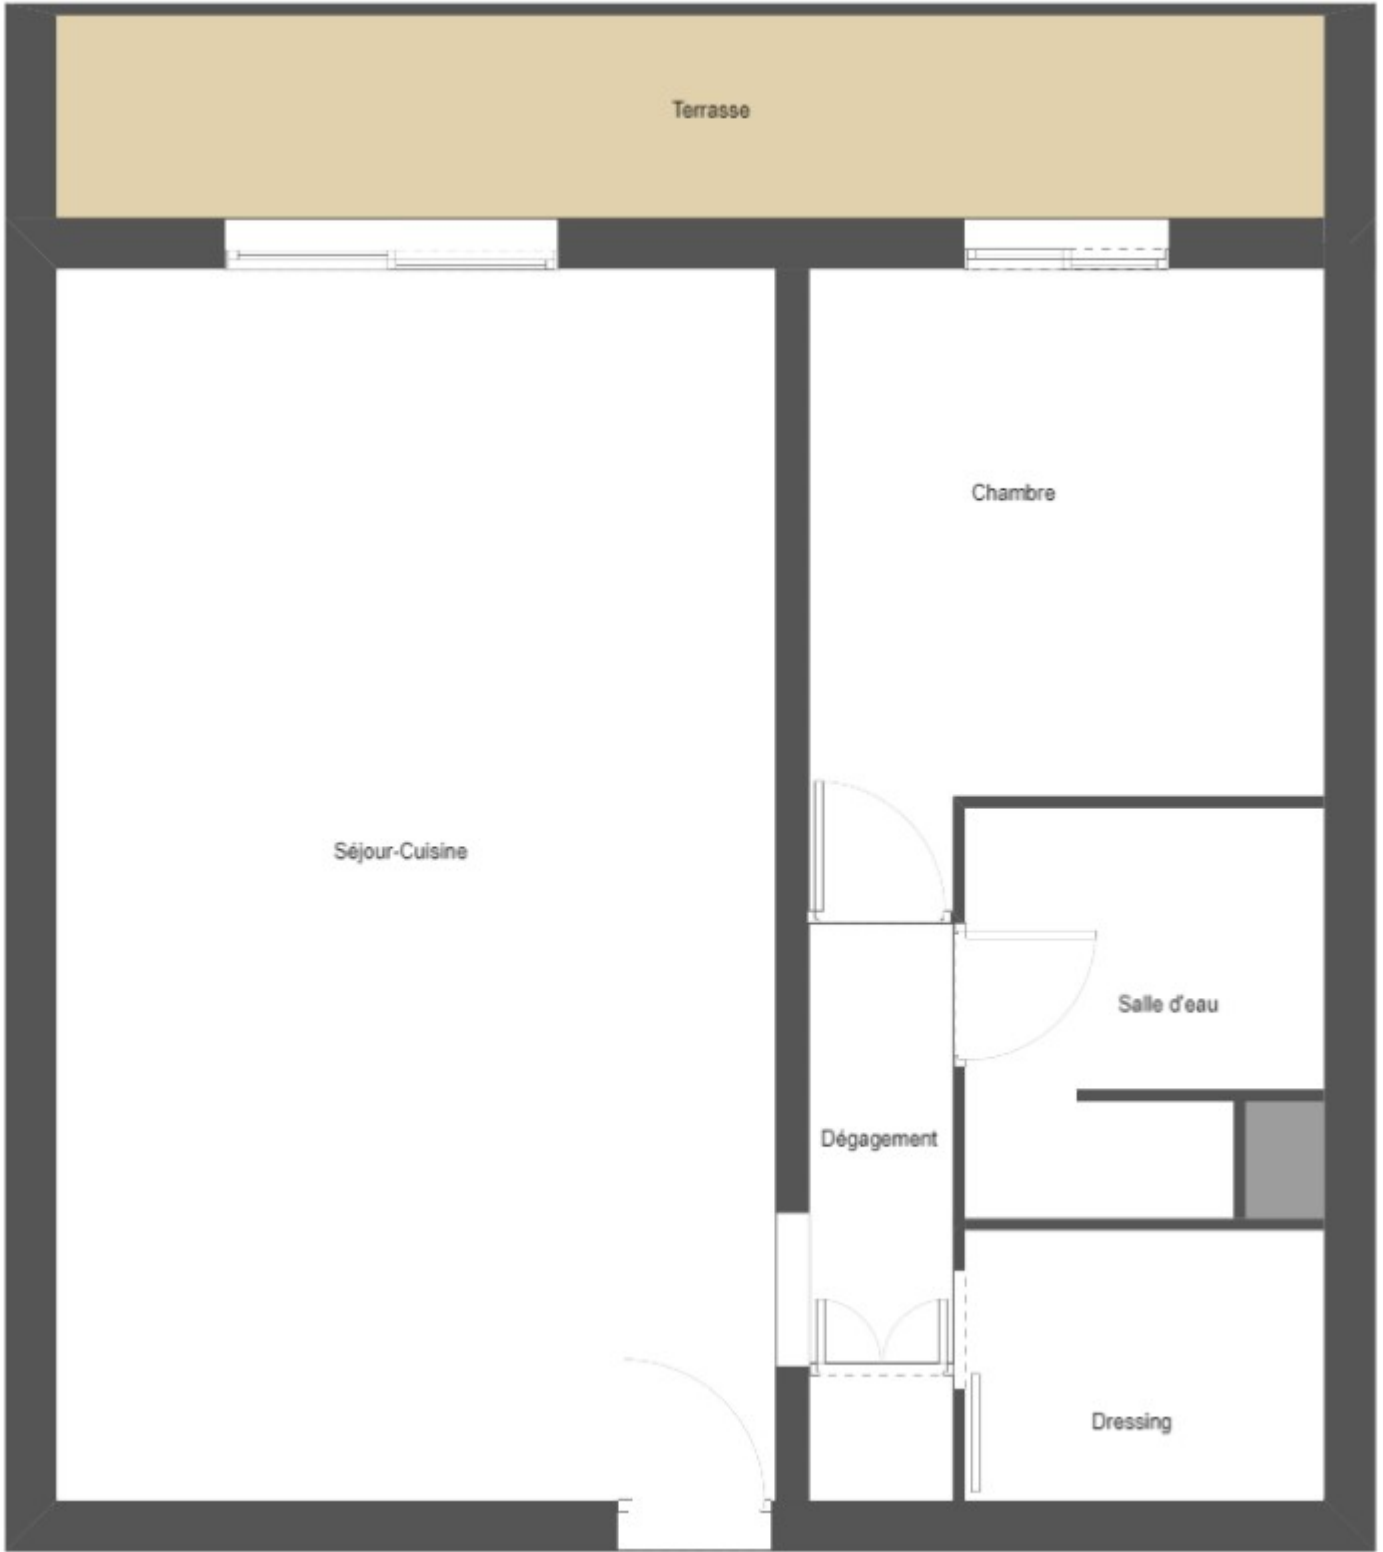 Terrasse
Chambre
Séjour-Cuisine
Salle d'eau
Dégagement
Dressing